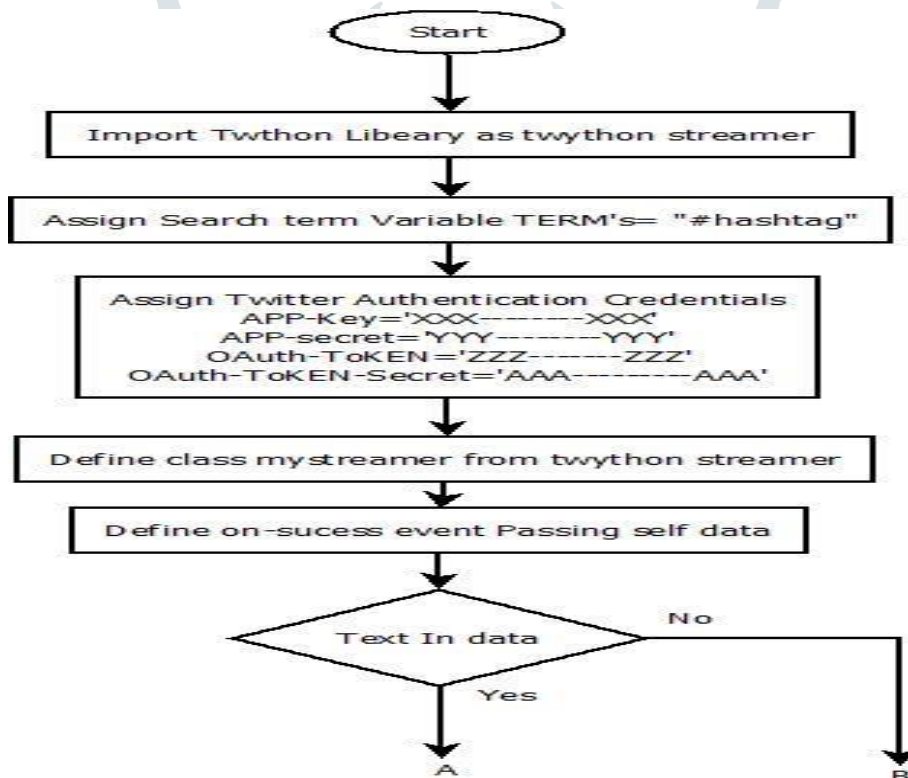 Start
Import Twthon Libeary as twython streamer
Assign Search term Variable TERM's= "#hashtag"
Assign Twitter Authentication Credentials
APP-Key='XXX--------XXX'
APP-secret='YYY--------YYY'
OAuth-ToKEN='ZZZ-------ZZZ'
OAuth-ToKEN-Secret='AAA---------AAA'
Define class mystreamer from twython streamer
Define on-sucess event Passing self data
Text In data
No
Yes
A
B